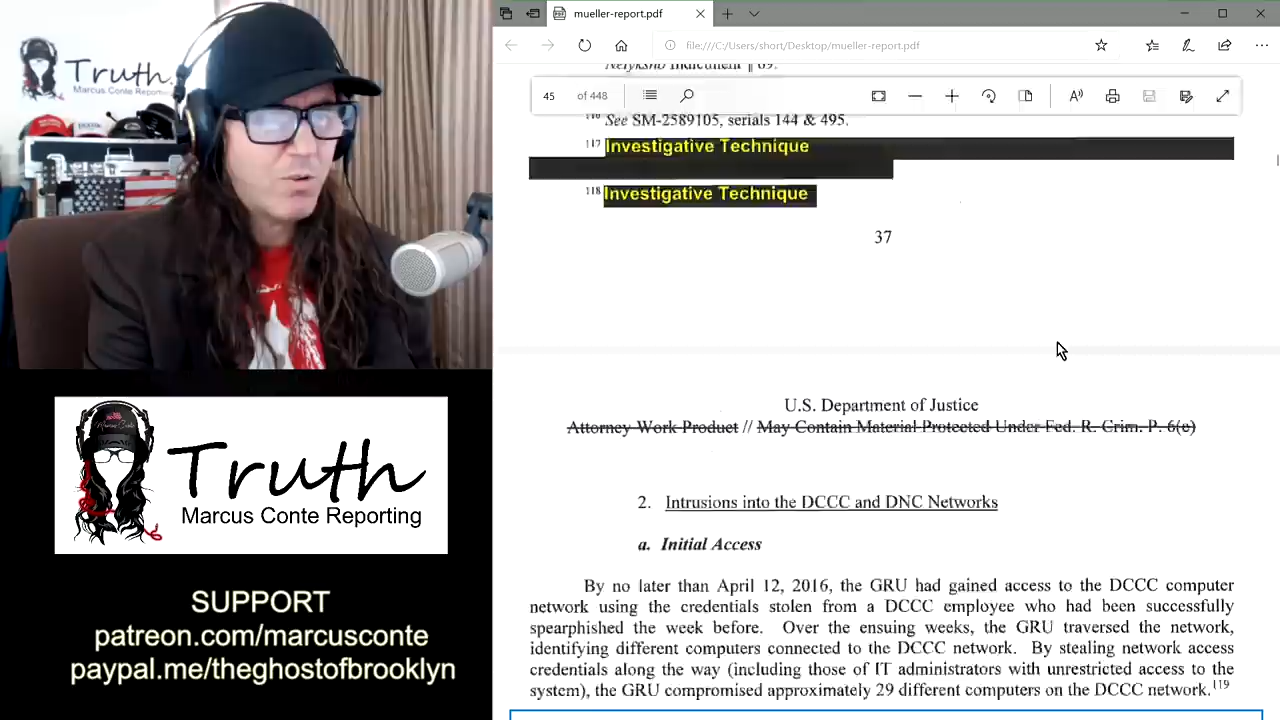 Truth.
Marcus Conte Reporting
Truth
Marcus Conte Reporting
SUPPORT
patreon.com/marcusconte
paypal.me/theghostofbrooklyn
mueller-report.pdf
file:///C:/Users/short/Desktop/mueller-report.pdf
Netyksho Indictment ¶ 69.
45 of 448
116 See SM-2589105, serials 144 & 495.
117 Investigative Technique
118 Investigative Technique
37
U.S. Department of Justice
Attorney Work Product // May Contain Material Protected Under Fed. R. Crim. P. 6(e)
2. Intrusions into the DCCC and DNC Networks
a. Initial Access
By no later than April 12, 2016, the GRU had gained access to the DCCC computer
network using the credentials stolen from a DCCC employee who had been successfully
spearphished the week before. Over the ensuing weeks, the GRU traversed the network,
identifying different computers connected to the DCCC network. By stealing network access
credentials along the way (including those of IT administrators with unrestricted access to the
system), the GRU compromised approximately 29 different computers on the DCCC network.119